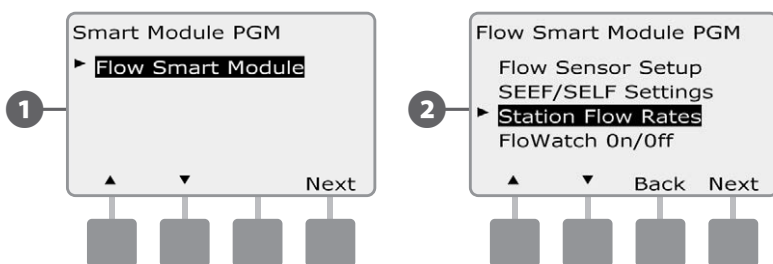 1
Smart Module PGM
► Flow Smart Module
▲ ▼ Next
2
Flow Smart Module PGM
Flow Sensor Setup
SEEF/SELF Settings
► Station Flow Rates
FloWatch On/Off
▲ ▼ Back Next